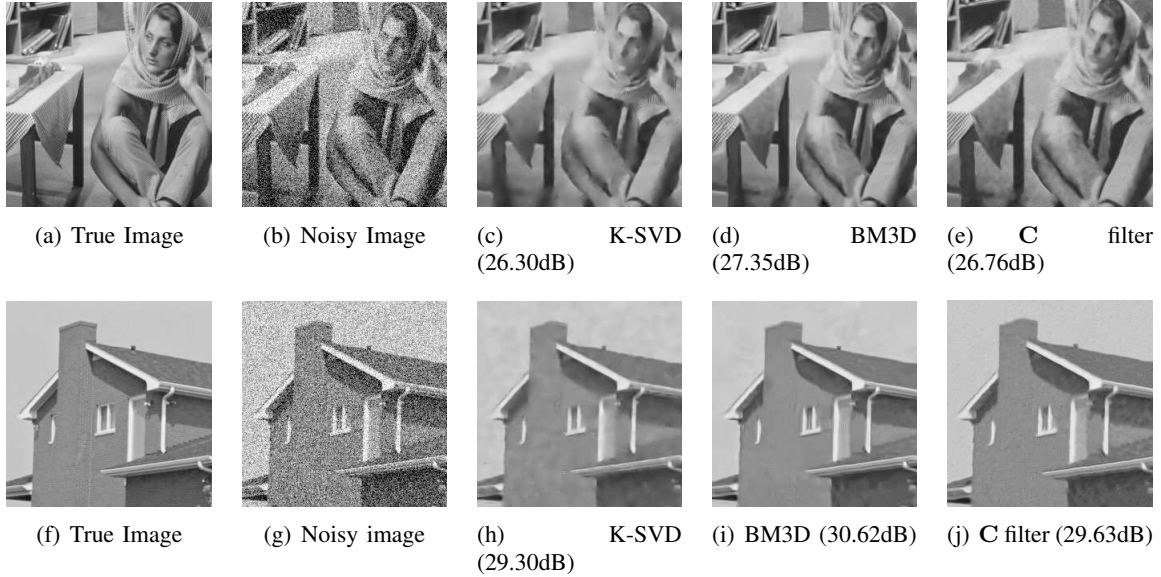 (a) True Image
(b) Noisy Image
(c) K-SVD
(26.30dB)
(d) BM3D
(27.35dB)
(e) C filter
(26.76dB)
(f) True Image
(g) Noisy image
(h) K-SVD
(29.30dB)
(i) BM3D (30.62dB)
(j) C filter (29.63dB)